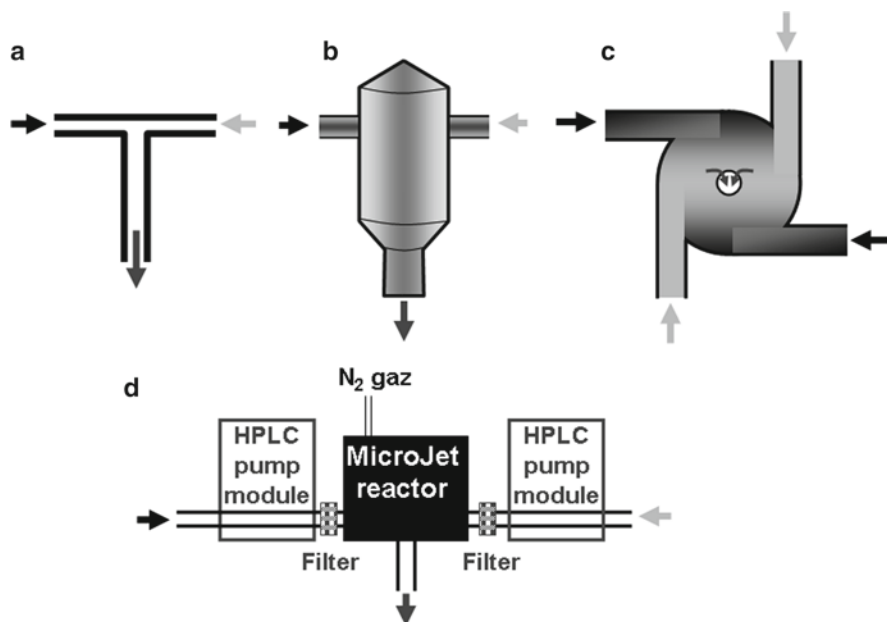 a
b
c
d
N₂ gaz
HPLC
pump
module
MicroJet
reactor
HPLC
pump
module
Filter
Filter